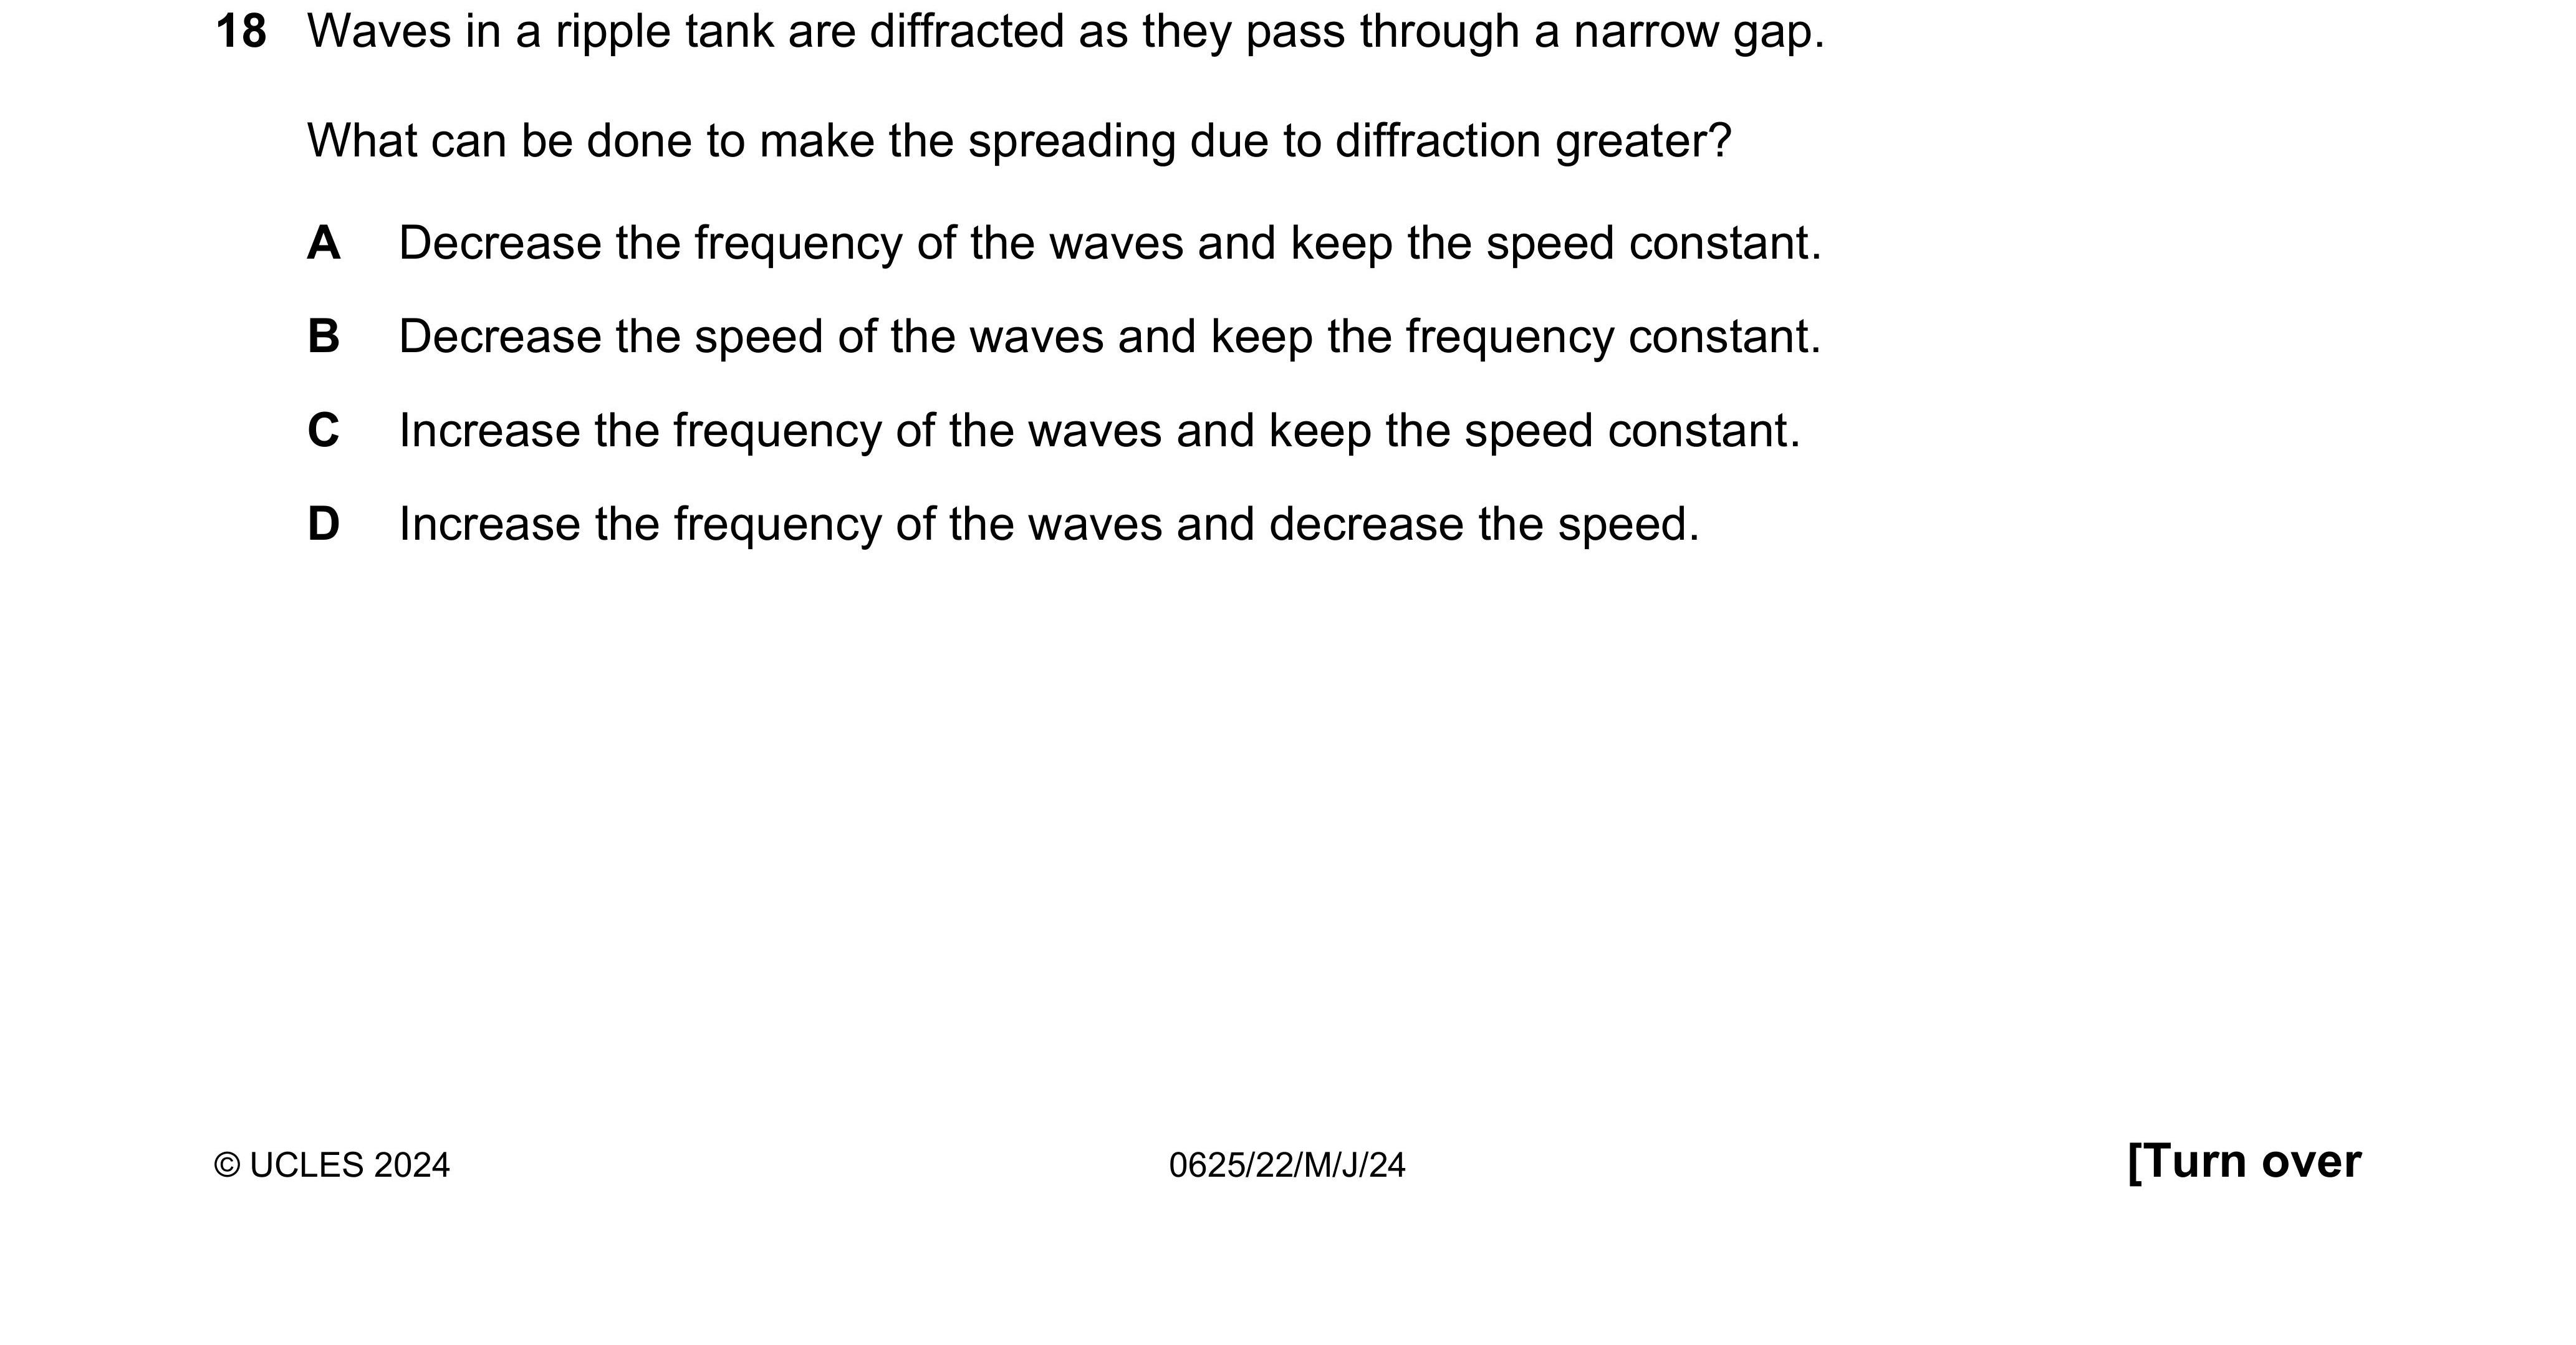 18 Waves in a ripple tank are diffracted as they pass through a narrow gap.
What can be done to make the spreading due to diffraction greater?
A Decrease the frequency of the waves and keep the speed constant.
B Decrease the speed of the waves and keep the frequency constant.
C Increase the frequency of the waves and keep the speed constant.
D Increase the frequency of the waves and decrease the speed.
© UCLES 2024 0625/22/M/J/24 [Turn over